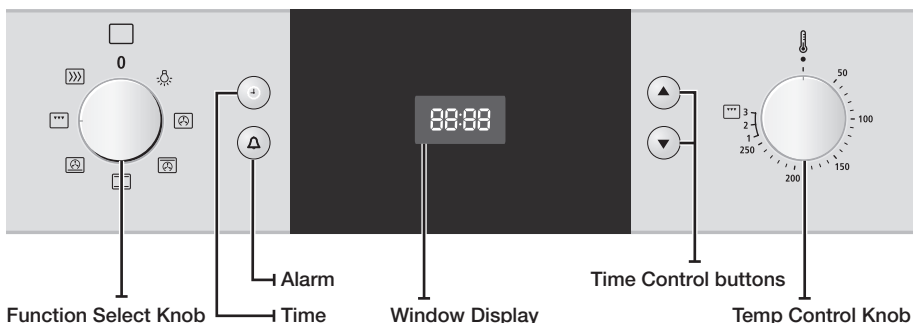 0
88:88
50
100
150
200
250
3
2
1
Alarm
Time Control buttons
Function Select Knob
Time
Window Display
Temp Control Knob